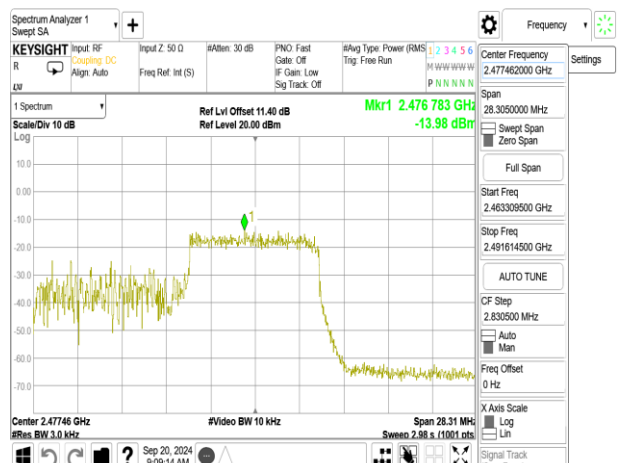 Spectrum Analyzer 1
Swept SA
Frequency
KEYSIGHT
Input: RF
Coupling: DC
Align: Auto
Input Z: 50 Ω
Freq Ref: Int (S)
#Atten: 30 dB
PNO: Fast
Gate: Off
IF Gain: Low
Sig Track: Off
#Avg Type: Power (RMS
Trig: Free Run
1 2 3 4 5 6
M W W W W W
P N N N N N
R
LXI
1 Spectrum
Scale/Div 10 dB
Log
Ref Lvl Offset 11.40 dB
Ref Level 20.00 dBm
Mkr1 2.476 783 GHz
-13.98 dBm
10.0
0.00
-10.0
-20.0
-30.0
-40.0
-50.0
-60.0
-70.0
1
Center 2.47746 GHz
#Res BW 3.0 kHz
#Video BW 10 kHz
Span 28.31 MHz
Sweep 2.98 s (1001 pts
Sep 20, 2024
9:09:14 AM
?
Center Frequency
2.477462000 GHz
Settings
Span
28.3050000 MHz
Swept Span
Zero Span
Full Span
Start Freq
2.463309500 GHz
Stop Freq
2.491614500 GHz
AUTO TUNE
CF Step
2.830500 MHz
Auto
Man
Freq Offset
0 Hz
X Axis Scale
Log
Lin
Signal Track